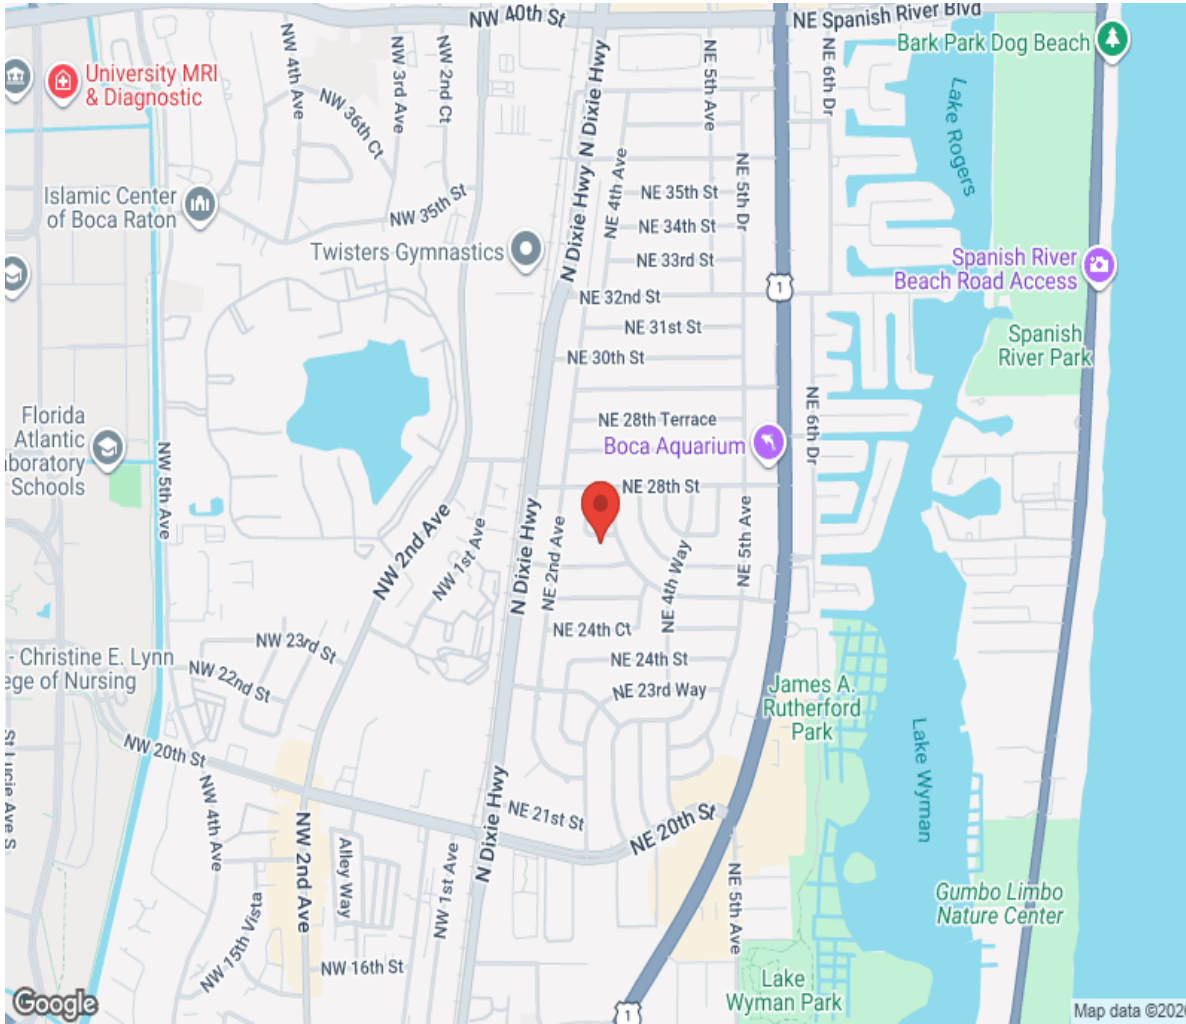 NW 40th St
NE Spanish River Blvd
Bark Park Dog Beach
NW 4th Ave
NW 3rd Ave
NW 2nd Ct
N Dixie Hwy
NE 5th Ave
NE 6th Dr
University MRI
& Diagnostic
NW 36th Ct
Lake Rogers
NE 4th Ave
NE 5th Dr
Islamic Center
of Boca Raton
NW 35th St
NE 35th St
N Dixie Hwy
NE 34th St
Twisters Gymnastics
NE 33rd St
Spanish River
Beach Road Access
NE 32nd St
1
NE 31st St
Spanish
River Park
NE 30th St
Florida
Atlantic
Laboratory
Schools
NE 28th Terrace
NE 6th Dr
Boca Aquarium
NW 5th Ave
NE 28th St
NW 2nd Ave
NW 1st Ave
N Dixie Hwy
NE 2nd Ave
NE 4th Way
NE 5th Ave
NE 24th Ct
NW 23rd St
- Christine E. Lynn
ege of Nursing
NW 22nd St
NE 24th St
NE 23rd Way
James A.
Rutherford
Park
St Lucie Ave S
NW 20th St
Lake Wyman
NW 4th Ave
N Dixie Hwy
NE 21st St
NE 20th St
NW 2nd Ave
Alley Way
NW 1st Ave
NE 5th Ave
Gumbo Limbo
Nature Center
NW 15th Vista
NW 16th St
Lake
Wyman Park
Google
1
Map data ©2026